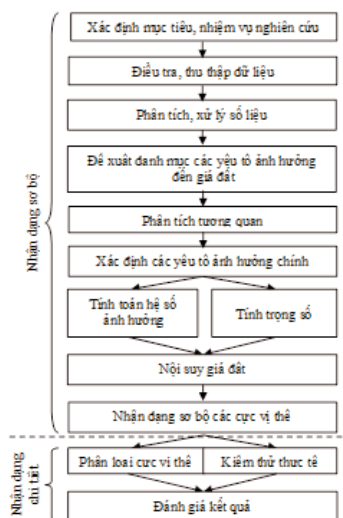 Xác định mục tiêu, nhiệm vụ nghiên cứu
Điều tra, thu thập dữ liệu
Phân tích, xử lý số liệu
Đề xuất danh mục các yếu tố ảnh hưởng
đến giá đất
Phân tích tương quan
Xác định các yếu tố ảnh hưởng chính
Tính toán hệ số
ảnh hưởng
Tính trọng số
Nội suy giá đất
Nhận dạng sơ bộ các cực vị thế
Nhận dạng sơ bộ
Phân loại cực vị thế
Kiểm thử thực tế
Đánh giá kết quả
Nhận dạng
chi tiết